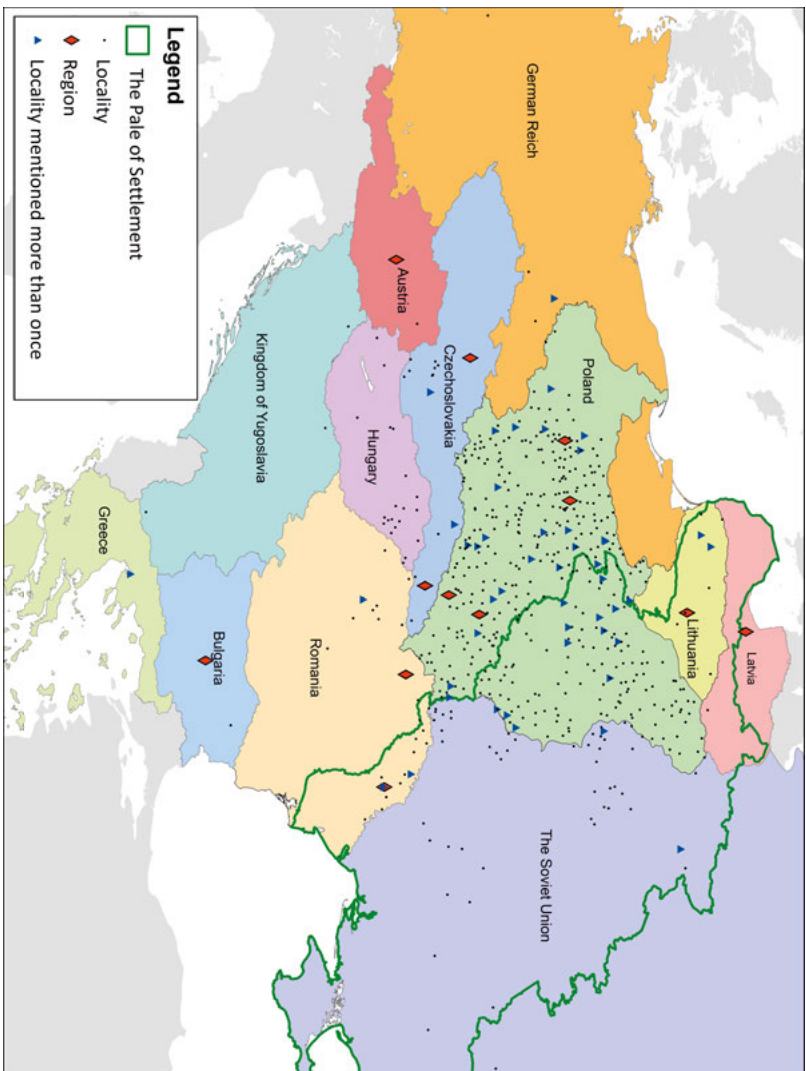 Legend
The Pale of Settlement
Locality
Region
Locality mentioned more than once
German Reich
Poland
Lithuania
Latvia
Czechoslovakia
Austria
Hungary
Kingdom of Yugoslavia
Romania
Bulgaria
Greece
The Soviet Union